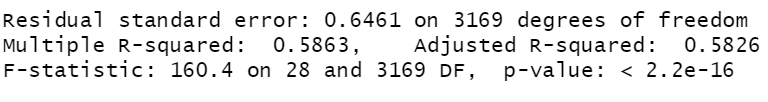 Residual standard error: 0.6461 on 3169 degrees of freedom
Multiple R-squared:  0.5863,    Adjusted R-squared:  0.5826
F-statistic: 160.4 on 28 and 3169 DF,  p-value: < 2.2e-16